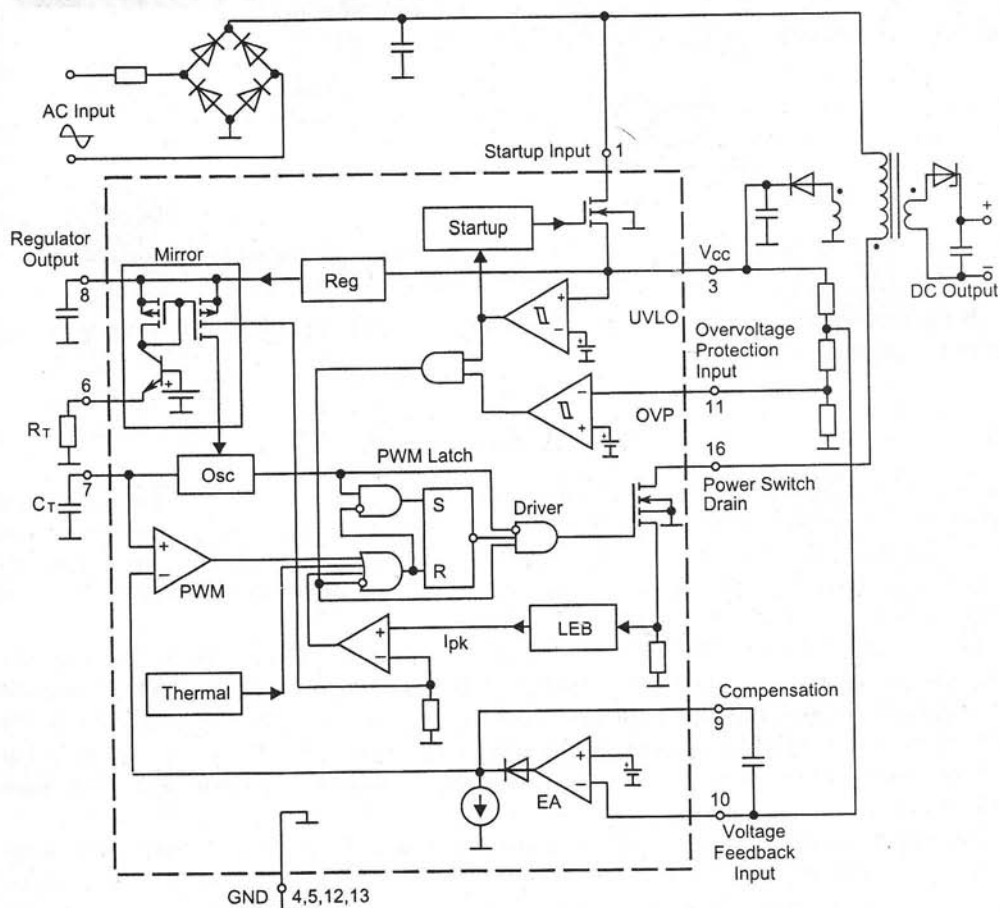 AC Input
Startup Input
1
Regulator
Output
8
Mirror
Startup
Reg
VCC
3
+
−
DC Output
UVLO
+
−
+
Overvoltage
Protection
Input
11
OVP
−
+
+
6
+
RT
CT
7
Osc
PWM Latch
S
R
Driver
16
Power Switch
Drain
+
−
PWM
+
−
Ipk
LEB
Thermal
Compensation
9
EA
+
−
+
10
Voltage
Feedback
Input
GND
4,5,12,13